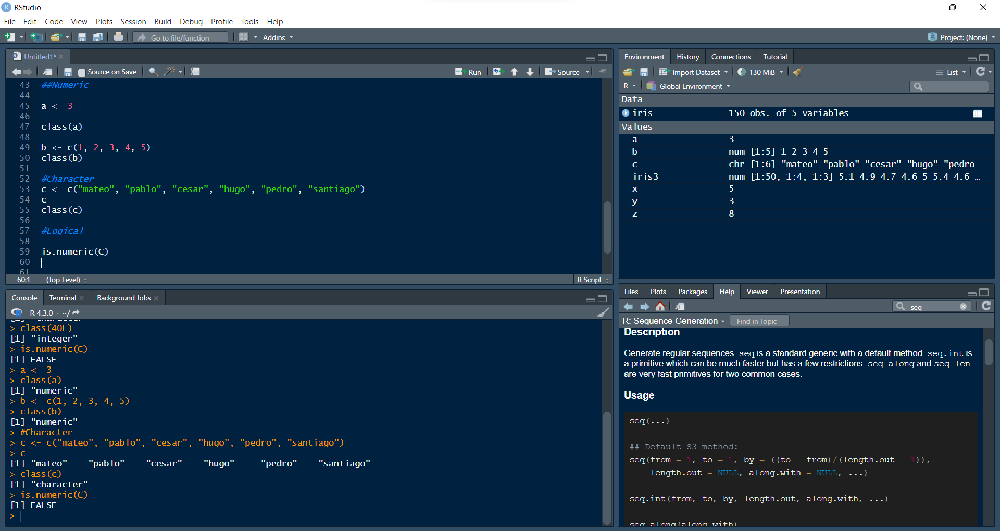 RStudio
File Edit Code View Plots Session Build Debug Profile Tools Help
Go to file/function Addins Project: (None)
Untitled1*
Source on Save Run Source
43 ##Numeric
44
45 a <- 3
46
47 class(a)
48
49 b <- c(1, 2, 3, 4, 5)
50 class(b)
51
52 #Character
53 c <- c("mateo", "pablo", "cesar", "hugo", "pedro", "santiago")
54 c
55 class(c)
56
57 #Logical
58
59 is.numeric(C)
60
61
60:1 (Top Level) R Script
Console Terminal Background Jobs
R 4.3.0 · ~/
> class(40L)
[1] "integer"
> is.numeric(C)
[1] FALSE
> a <- 3
> class(a)
[1] "numeric"
> b <- c(1, 2, 3, 4, 5)
> class(b)
[1] "numeric"
> #Character
> c <- c("mateo", "pablo", "cesar", "hugo", "pedro", "santiago")
> c
[1] "mateo" "pablo" "cesar" "hugo" "pedro" "santiago"
> class(c)
[1] "character"
> is.numeric(C)
[1] FALSE
>
Environment History Connections Tutorial
Import Dataset 130 MiB List
R Global Environment
Data
iris 150 obs. of 5 variables
Values
a 3
b num [1:5] 1 2 3 4 5
c chr [1:6] "mateo" "pablo" "cesar" "hugo" "pedro…
iris3 num [1:50, 1:4, 1:3] 5.1 4.9 4.7 4.6 5 5.4 4.6 …
x 5
y 3
z 8
Files Plots Packages Help Viewer Presentation
seq
R: Sequence Generation Find in Topic
Description
Generate regular sequences. seq is a standard generic with a default method. seq.int is
a primitive which can be much faster but has a few restrictions. seq_along and seq_len
are very fast primitives for two common cases.
Usage
seq(...)
## Default S3 method:
seq(from = 1, to = 1, by = ((to - from)/(length.out - 1)),
length.out = NULL, along.with = NULL, ...)
seq.int(from, to, by, length.out, along.with, ...)
seq_along(along.with)